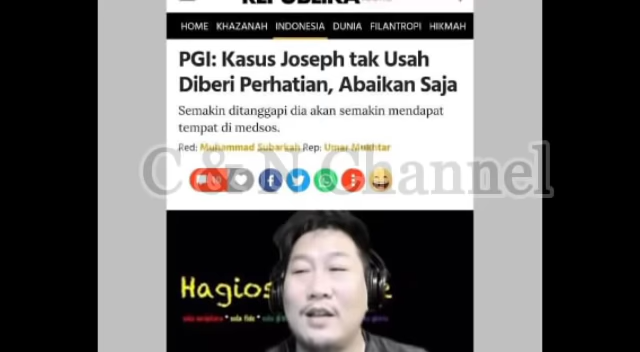 REPUBLIKA
HOME KHAZANAH INDONESIA DUNIA FILANTROPI HIKMAH
PGI: Kasus Joseph tak Usah
Diberi Perhatian, Abaikan Saja
Semakin ditanggapi dia akan semakin mendapat
tempat di medsos.
Red: Muhammad Subarkah Rep: Umar Mukhtar
C & N Channel
Hagios